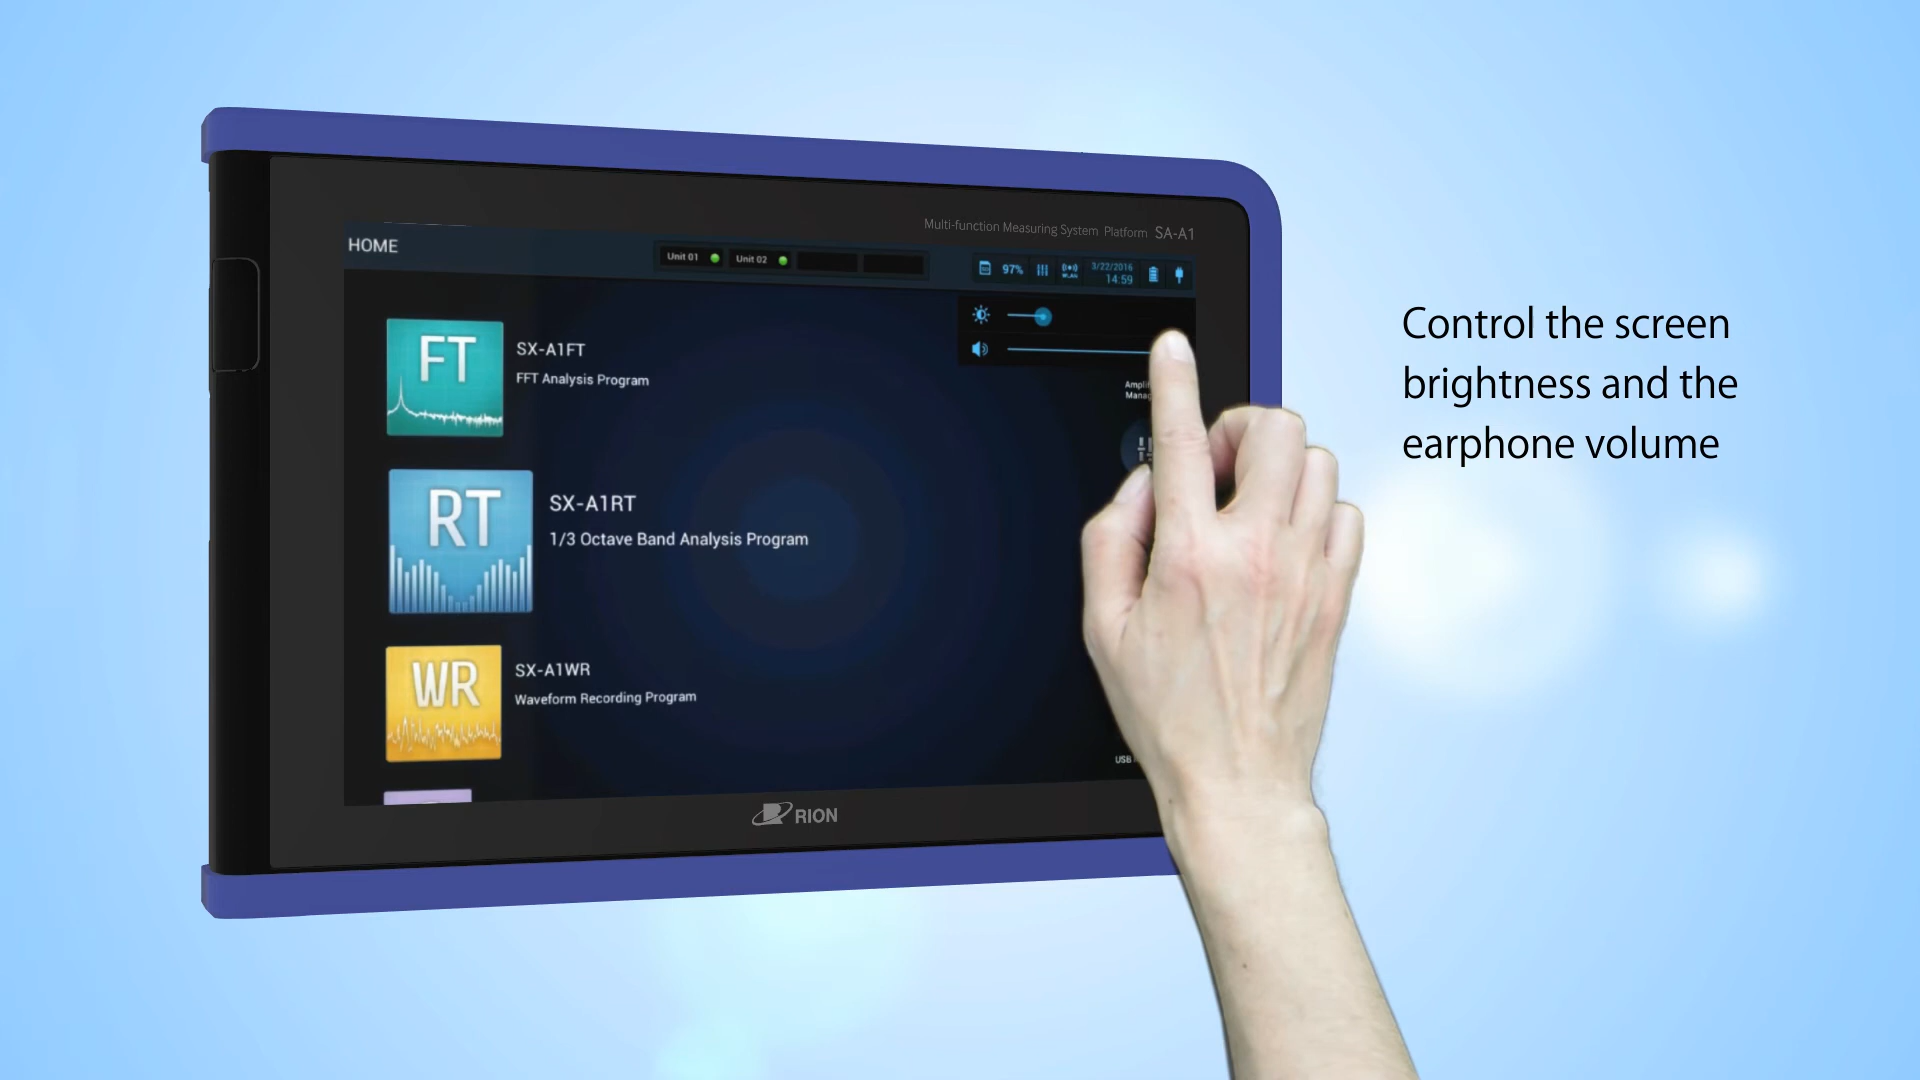 Multi-function Measuring System Platform SA-A1
HOME
Unit 01
Unit 02
97%
WLAN
3/22/2016
14:59
FT
SX-A1FT
FFT Analysis Program
RT
SX-A1RT
1/3 Octave Band Analysis Program
WR
SX-A1WR
Waveform Recording Program
USB
RION
Control the screen
brightness and the
earphone volume